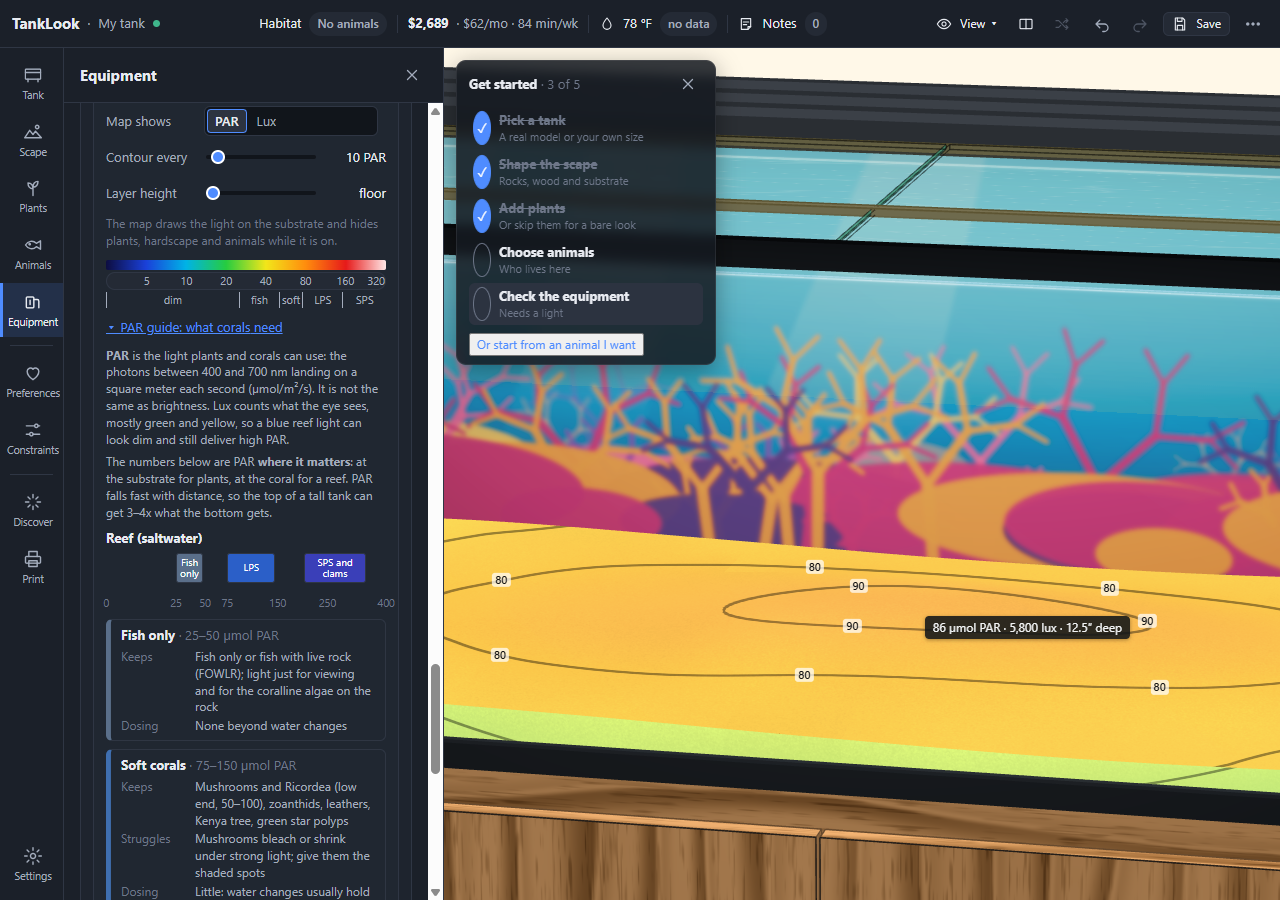 TankLook · My tank
Habitat No animals $2,689 · $62/mo · 84 min/wk 78 °F no data Notes 0 View Save
Tank
Scape
Plants
Animals
Equipment
Preferences
Constraints
Discover
Print
Settings
Equipment
Map shows PAR Lux
Contour every 10 PAR
Layer height floor
The map draws the light on the substrate and hides
plants, hardscape and animals while it is on.
5 10 20 40 80 160 320
dim fish soft LPS SPS
PAR guide: what corals need
PAR is the light plants and corals can use: the
photons between 400 and 700 nm landing on a
square meter each second (µmol/m²/s). It is not the
same as brightness. Lux counts what the eye sees,
mostly green and yellow, so a blue reef light can
look dim and still deliver high PAR.
The numbers below are PAR where it matters: at
the substrate for plants, at the coral for a reef. PAR
falls fast with distance, so the top of a tall tank can
get 3–4x what the bottom gets.
Reef (saltwater)
Fish
only
LPS
SPS and
clams
0 25 50 75 150 250 400
Fish only · 25–50 µmol PAR
Keeps Fish only or fish with live rock
(FOWLR); light just for viewing
and for the coralline algae on the
rock
Dosing None beyond water changes
Soft corals · 75–150 µmol PAR
Keeps Mushrooms and Ricordea (low
end, 50–100), zoanthids, leathers,
Kenya tree, green star polyps
Struggles Mushrooms bleach or shrink
under strong light; give them the
shaded spots
Dosing Little: water changes usually hold
Get started · 3 of 5
Pick a tank
A real model or your own size
Shape the scape
Rocks, wood and substrate
Add plants
Or skip them for a bare look
Choose animals
Who lives here
Check the equipment
Needs a light
Or start from an animal I want
80
80
90
80
90
90
86 µmol PAR · 5,800 lux · 12.5″ deep
80
80
80